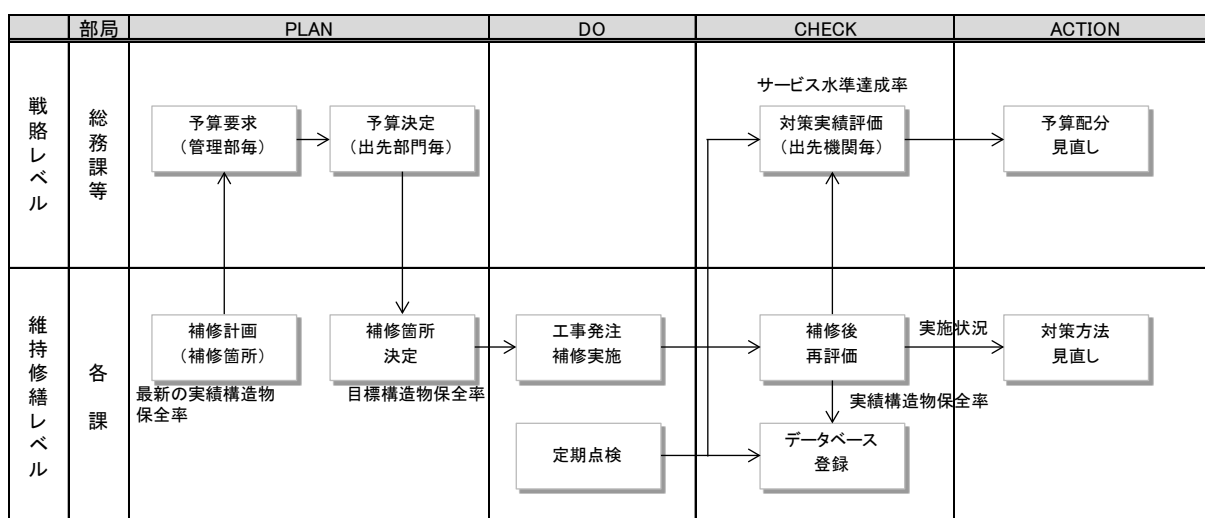 部局
PLAN
DO
CHECK
ACTION
戦略レベル
総務課等
予算要求
（管理部毎）
予算決定
（出先部門毎）
サービス水準達成率
対策実績評価
（出先機関毎）
予算配分
見直し
維持修繕レベル
各課
補修計画
（補修箇所）
最新の実績構造物
保全率
補修箇所
決定
目標構造物保全率
工事発注
補修実施
補修後
再評価
実施状況
対策方法
見直し
実績構造物保全率
定期点検
データベース
登録